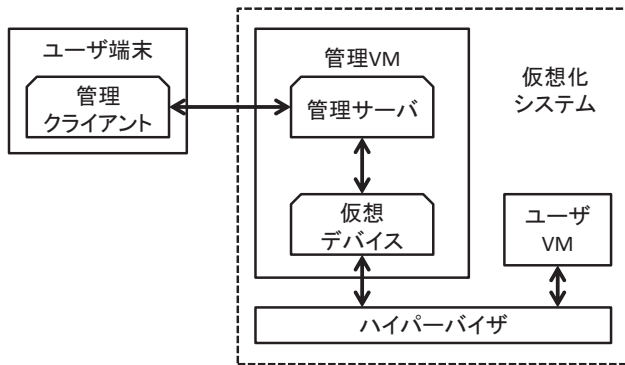 ユーザ端末
管理
クライアント
管理VM
管理サーバ
仮想
デバイス
仮想化
システム
ユーザ
VM
ハイパーバイザ